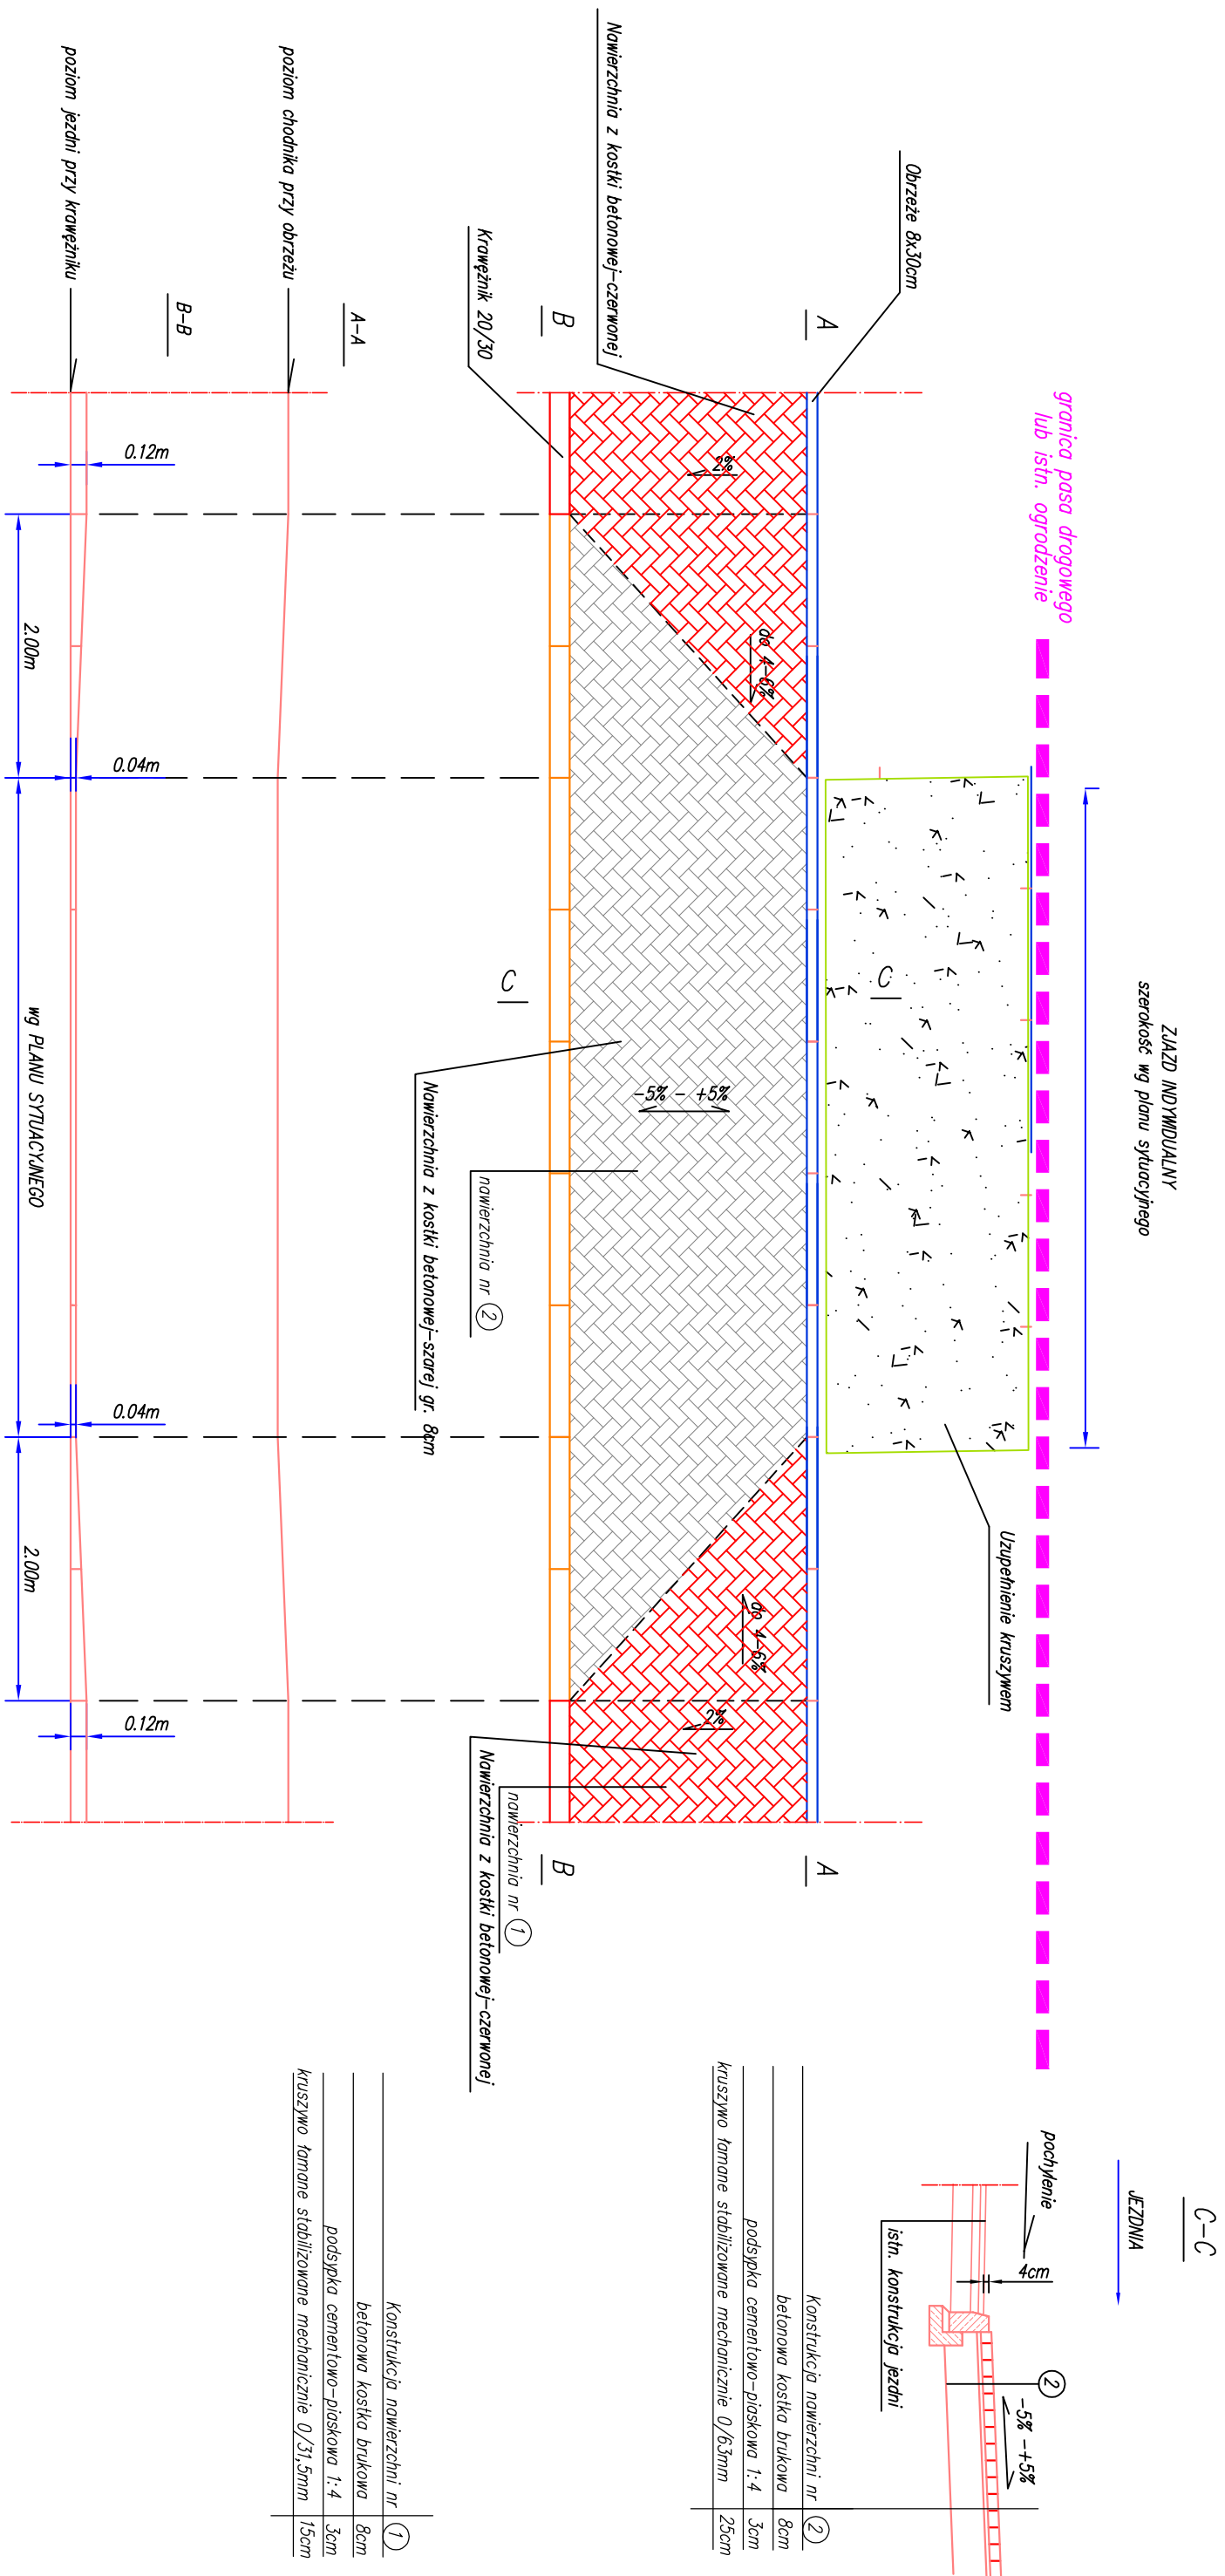 ZJAZD INDYWIDUALNY
szerokość wg planu sytuacyjnego
granica pasa drogowego
lub istn. ogrodzenie
Obrzeże 8x30cm
A
A
Nawierzchnia z kostki betonowej-czerwonej
Krawężnik 20/30
B
B
2%
do 4-6%
C
C
-5% - +5%
do 4-6%
2%
Uzupełnienie kruszywem
Nawierzchnia z kostki betonowej-szarej gr. 8cm
nawierzchnia nr 2
nawierzchnia nr 1
Nawierzchnia z kostki betonowej-czerwonej
A-A
poziom chodnika przy obrzeżu
B-B
poziom jezdni przy krawężniku
0.12m
0.04m
0.04m
0.12m
2.00m
wg PLANU SYTUACYJNEGO
2.00m
C-C
JEZDNIA
pochylenie
4cm
2
-5% -+5%
istn. konstrukcja jezdni
Konstrukcja nawierzchni nr 2
betonowa kostka brukowa 8cm
podsypka cementowo-piaskowa 1:4 3cm
kruszywo łamane stabilizowane mechanicznie 0/63mm 25cm
Konstrukcja nawierzchni nr 1
betonowa kostka brukowa 8cm
podsypka cementowo-piaskowa 1:4 3cm
kruszywo łamane stabilizowane mechanicznie 0/31,5mm 15cm